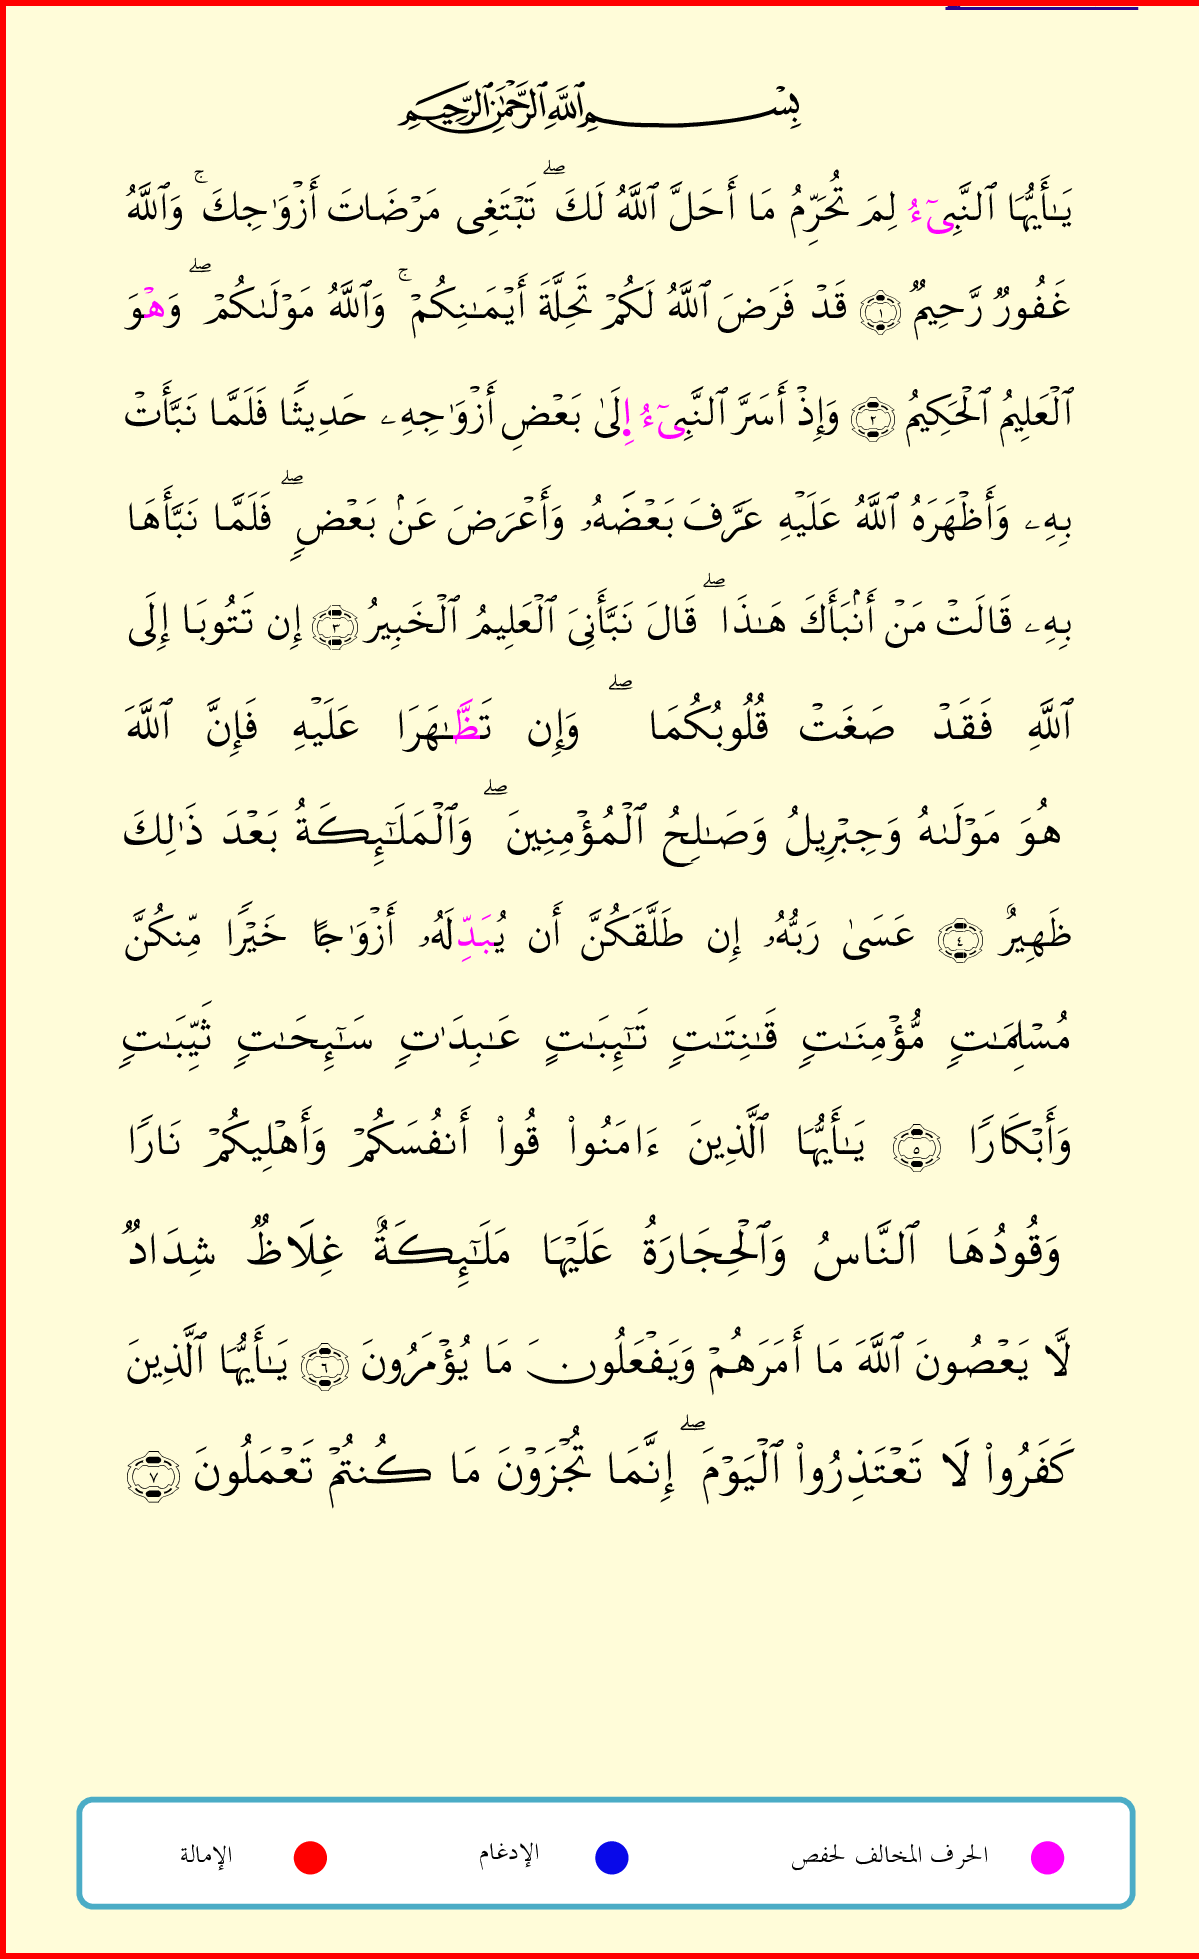 بِسْمِ ٱللَّهِ ٱلرَّحْمَٰنِ ٱلرَّحِيمِ
يَـٰٓأَيُّهَا ٱلنَّبِىٓءُ لِمَ تُحَرِّمُ مَا أَحَلَّ ٱللَّهُ لَكَ ۖ تَبْتَغِى مَرْضَاتَ أَزْوَٰجِكَ ۚ وَٱللَّهُ
غَفُورٌ رَّحِيمٌ ١ قَدْ فَرَضَ ٱللَّهُ لَكُمْ تَحِلَّةَ أَيْمَـٰنِكُمْ ۚ وَٱللَّهُ مَوْلَىٰكُمْ ۖ وَهْوَ
ٱلْعَلِيمُ ٱلْحَكِيمُ ٢ وَإِذْ أَسَرَّ ٱلنَّبِىٓءُ إِلَىٰ بَعْضِ أَزْوَٰجِهِۦ حَدِيثًا فَلَمَّا نَبَّأَتْ
بِهِۦ وَأَظْهَرَهُ ٱللَّهُ عَلَيْهِ عَرَّفَ بَعْضَهُۥ وَأَعْرَضَ عَنۢ بَعْضٍ ۖ فَلَمَّا نَبَّأَهَا
بِهِۦ قَالَتْ مَنْ أَنۢبَأَكَ هَـٰذَا ۖ قَالَ نَبَّأَنِىَ ٱلْعَلِيمُ ٱلْخَبِيرُ ٣ إِن تَتُوبَا إِلَى
ٱللَّهِ فَقَدْ صَغَتْ قُلُوبُكُمَا ۖ وَإِن تَظَّـٰهَرَا عَلَيْهِ فَإِنَّ ٱللَّهَ
هُوَ مَوْلَىٰهُ وَجِبْرِيلُ وَصَـٰلِحُ ٱلْمُؤْمِنِينَ ۖ وَٱلْمَلَـٰٓئِكَةُ بَعْدَ ذَٰلِكَ
ظَهِيرٌ ٤ عَسَىٰ رَبُّهُۥ إِن طَلَّقَكُنَّ أَن يُبَدِّلَهُۥ أَزْوَٰجًا خَيْرًا مِّنكُنَّ
مُسْلِمَـٰتٍ مُّؤْمِنَـٰتٍ قَـٰنِتَـٰتٍ تَـٰٓئِبَـٰتٍ عَـٰبِدَٰتٍ سَـٰٓئِحَـٰتٍ ثَيِّبَـٰتٍ
وَأَبْكَارًا ٥ يَـٰٓأَيُّهَا ٱلَّذِينَ ءَامَنُوا۟ قُوا۟ أَنفُسَكُمْ وَأَهْلِيكُمْ نَارًا
وَقُودُهَا ٱلنَّاسُ وَٱلْحِجَارَةُ عَلَيْهَا مَلَـٰٓئِكَةٌ غِلَاظٌ شِدَادٌ
لَّا يَعْصُونَ ٱللَّهَ مَا أَمَرَهُمْ وَيَفْعَلُونَ مَا يُؤْمَرُونَ ٦ يَـٰٓأَيُّهَا ٱلَّذِينَ
كَفَرُوا۟ لَا تَعْتَذِرُوا۟ ٱلْيَوْمَ ۖ إِنَّمَا تُجْزَوْنَ مَا كُنتُمْ تَعْمَلُونَ ٧
الحرف المخالف لحفص الإدغام الإمالة